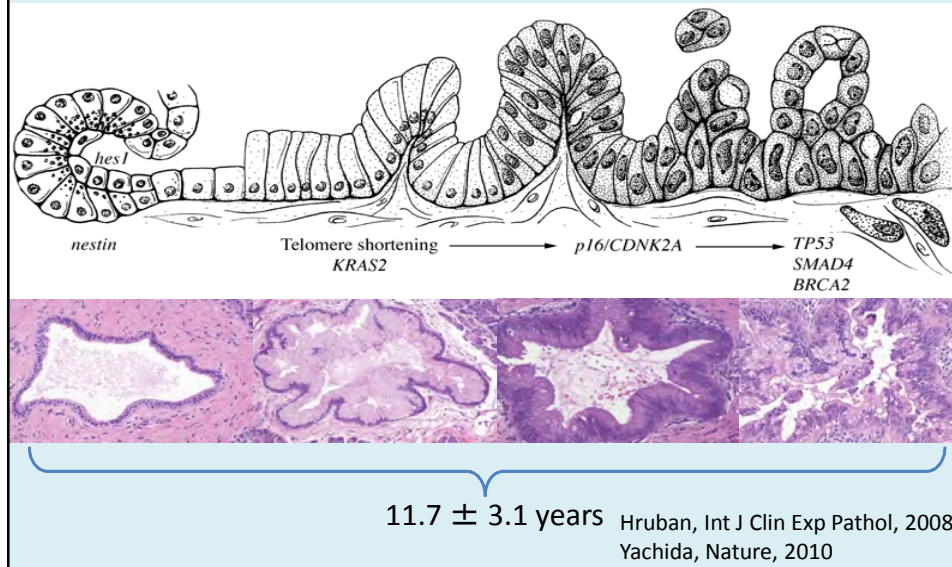 hes1
nestin
Telomere shortening
KRAS2
p16/CDNK2A
TP53
SMAD4
BRCA2
11.7 ± 3.1 years
Hruban, Int J Clin Exp Pathol, 2008
Yachida, Nature, 2010